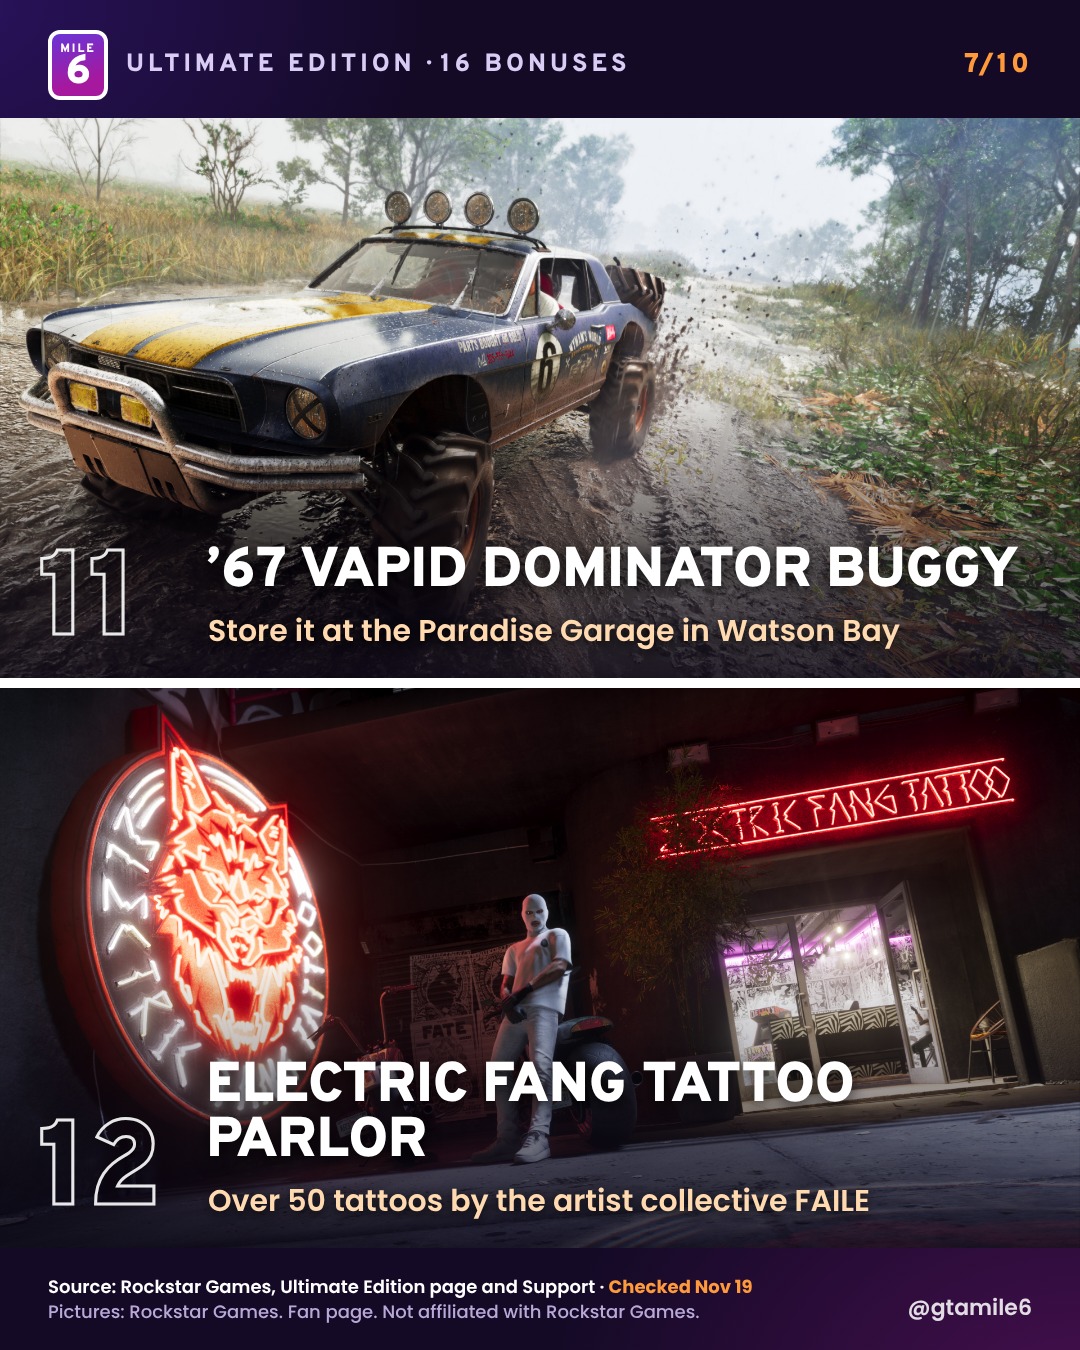 MILE
6
ULTIMATE EDITION · 16 BONUSES
7/10
6
11
’67 VAPID DOMINATOR BUGGY
Store it at the Paradise Garage in Watson Bay
ELECTRIC FANG TATTOO
TATTOO
FATE
12
ELECTRIC FANG TATTOO
PARLOR
Over 50 tattoos by the artist collective FAILE
Source: Rockstar Games, Ultimate Edition page and Support · Checked Nov 19
Pictures: Rockstar Games. Fan page. Not affiliated with Rockstar Games.
@gtamile6